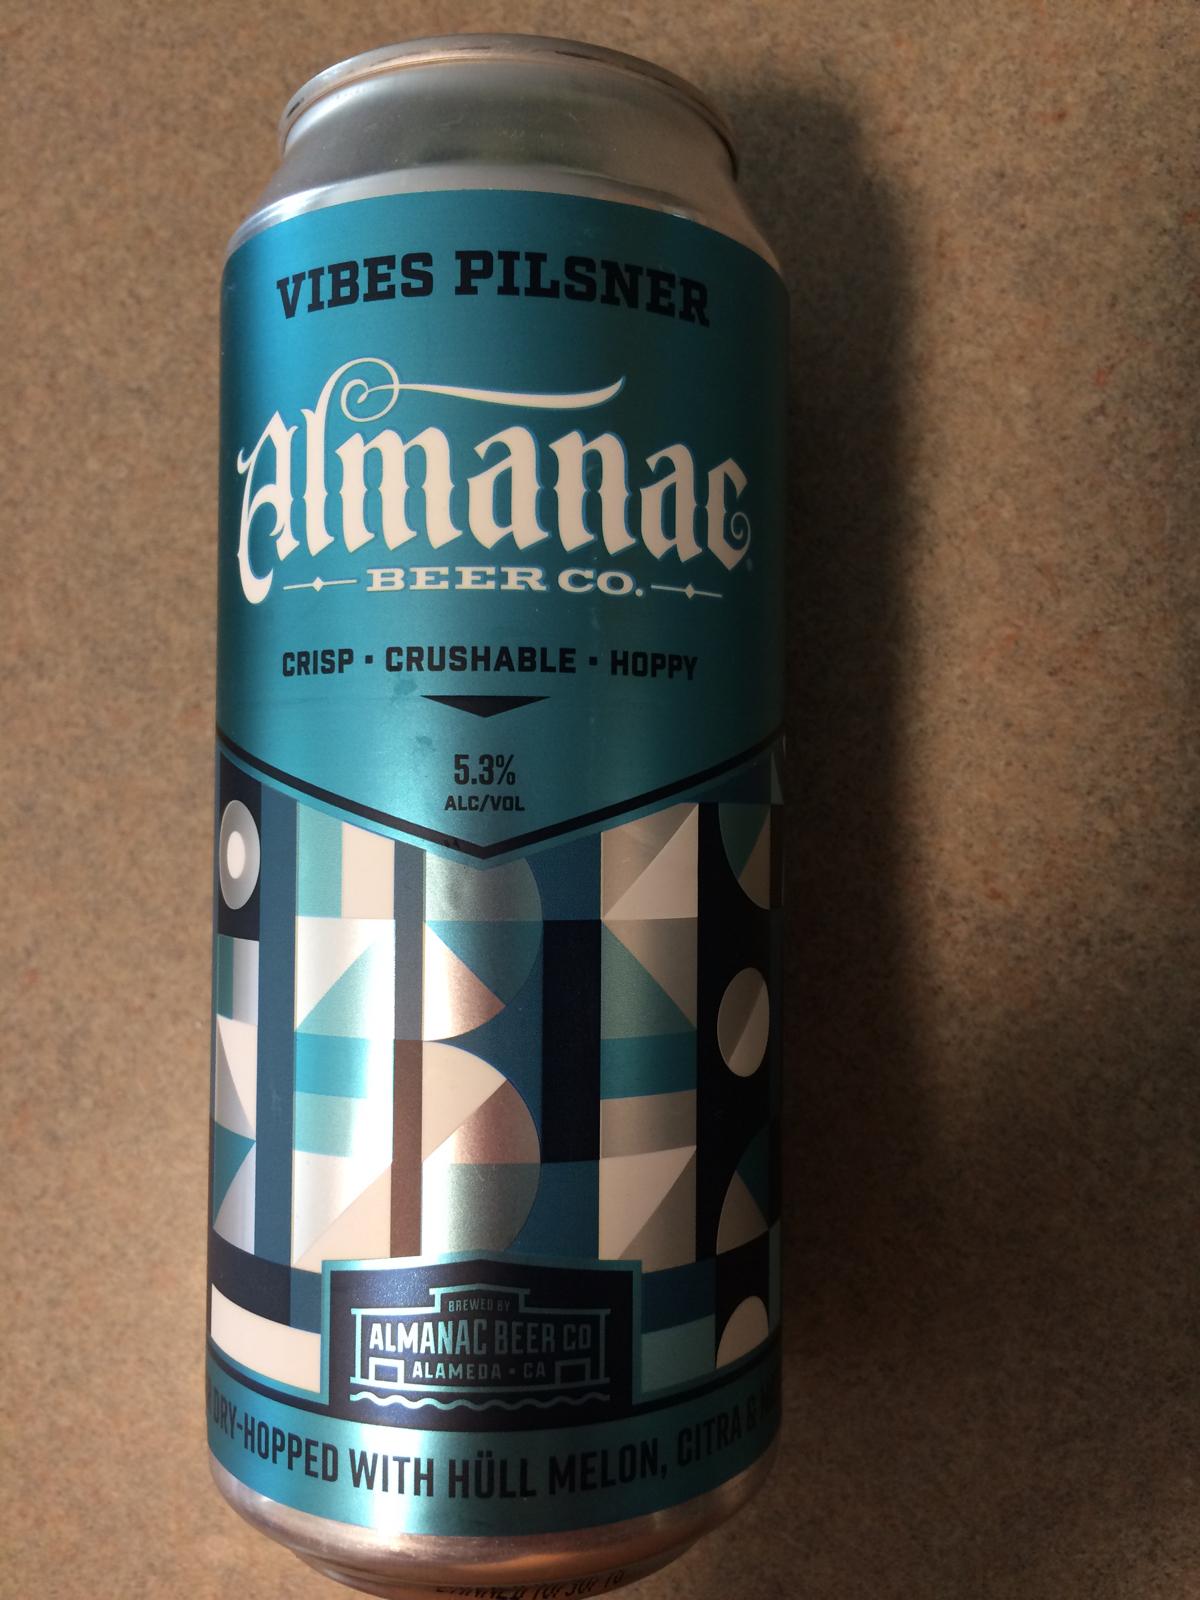 VIBES PILSNER
Almanac
BEER CO.
CRISP · CRUSHABLE · HOPPY
5.3%
ALC/VOL
BREWED BY
ALMANAC BEER CO
ALAMEDA · CA
DRY-HOPPED WITH HÜLL MELON, CITRA &
CANNED